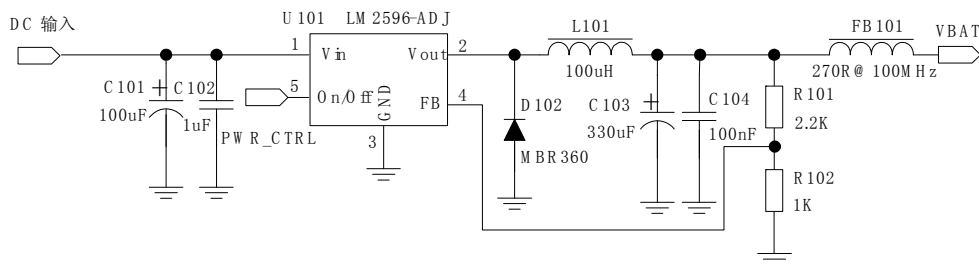 DC 输入
U101 LM2596-ADJ
L101
FB101
VBAT
1
Vin
Vout
2
100uH
270R@ 100MHz
C101
+
100uF
C102
1uF
5
On/Off
PWR_CTRL
GND
3
FB
4
D102
MBR360
C103
+
330uF
C104
100nF
R101
2.2K
R102
1K